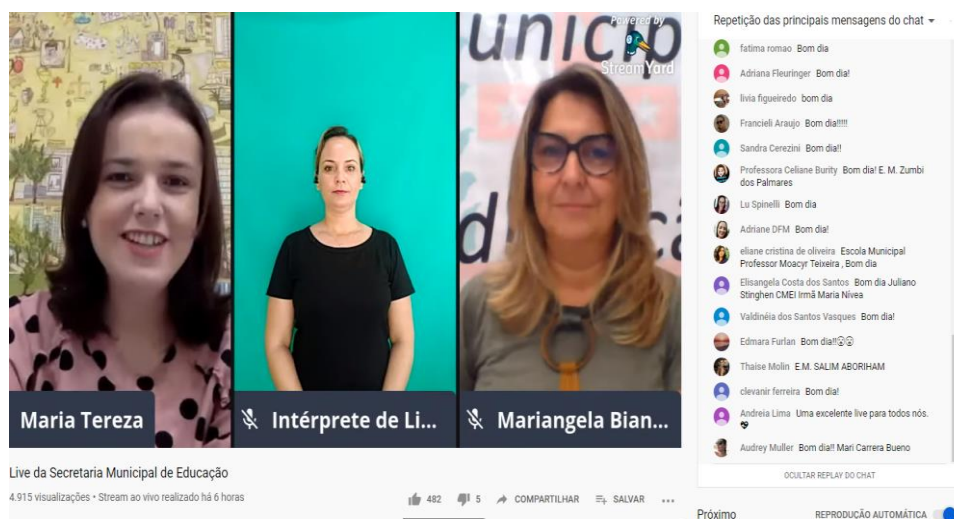 unicip
Powered by
StreamYard
Maria Tereza
Intérprete de Li...
Mariangela Bian...
Live da Secretaria Municipal de Educação
4.915 visualizações • Stream ao vivo realizado há 6 horas
482
5
COMPARTILHAR
SALVAR
Repetição das principais mensagens do chat
fatima romao Bom dia
Adriana Fleuringer Bom dia!
livia figueiredo bom dia
Francieli Araujo Bom dia!!!!!
Sandra Cerezini Bom dia!!
Professora Celiane Burity Bom dia! E. M. Zumbi
dos Palmares
Lu Spinelli Bom dia
Adriane DFM Bom dia!
eliane cristina de oliveira Escola Municipal
Professor Moacyr Teixeira , Bom dia
Elisangela Costa dos Santos Bom dia Juliano
Stinghen CMEI Irmã Maria Nívea
Valdinéia dos Santos Vasques Bom dia!
Edmara Furlan Bom dia!!
Thaise Molin E.M. SALIM ABORIHAM
clevanir ferreira Bom dia!
Andreia Lima Uma excelente live para todos nós.
Audrey Muller Bom dia!! Mari Carrera Bueno
OCULTAR REPLAY DO CHAT
Próximo
REPRODUÇÃO AUTOMÁTICA